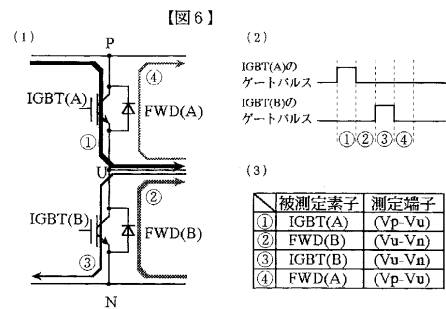 【図6】
(1)
P
④
IGBT(A)
FWD(A)
①
U
②
IGBT(B)
FWD(B)
③
N
(2)
IGBT(A)の
ゲートパルス
IGBT(B)の
ゲートパルス
①②③④
(3)
被測定素子 測定端子
① IGBT(A) (Vp-Vu)
② FWD(B) (Vu-Vn)
③ IGBT(B) (Vu-Vn)
④ FWD(A) (Vp-Vu)